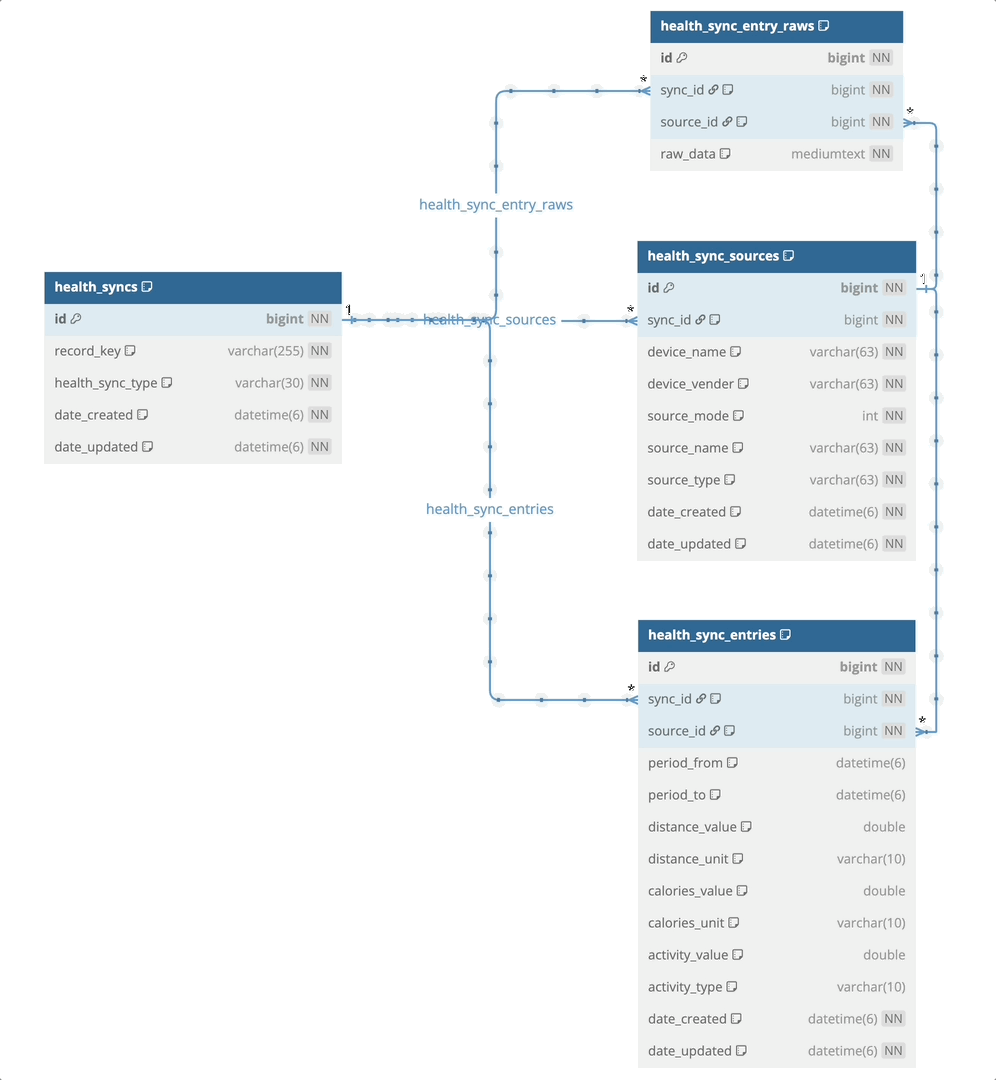 health_sync_entry_raws
id bigint NN
sync_id bigint NN
source_id bigint NN
raw_data mediumtext NN
*
*
health_sync_entry_raws
health_syncs
id bigint NN
record_key varchar(255) NN
health_sync_type varchar(30) NN
date_created datetime(6) NN
date_updated datetime(6) NN
1
health_sync_sources
*
1
health_sync_sources
id bigint NN
sync_id bigint NN
device_name varchar(63) NN
device_vender varchar(63) NN
source_mode int NN
source_name varchar(63) NN
source_type varchar(63) NN
date_created datetime(6) NN
date_updated datetime(6) NN
health_sync_entries
*
*
health_sync_entries
id bigint NN
sync_id bigint NN
source_id bigint NN
period_from datetime(6)
period_to datetime(6)
distance_value double
distance_unit varchar(10)
calories_value double
calories_unit varchar(10)
activity_value double
activity_type varchar(10)
date_created datetime(6) NN
date_updated datetime(6) NN